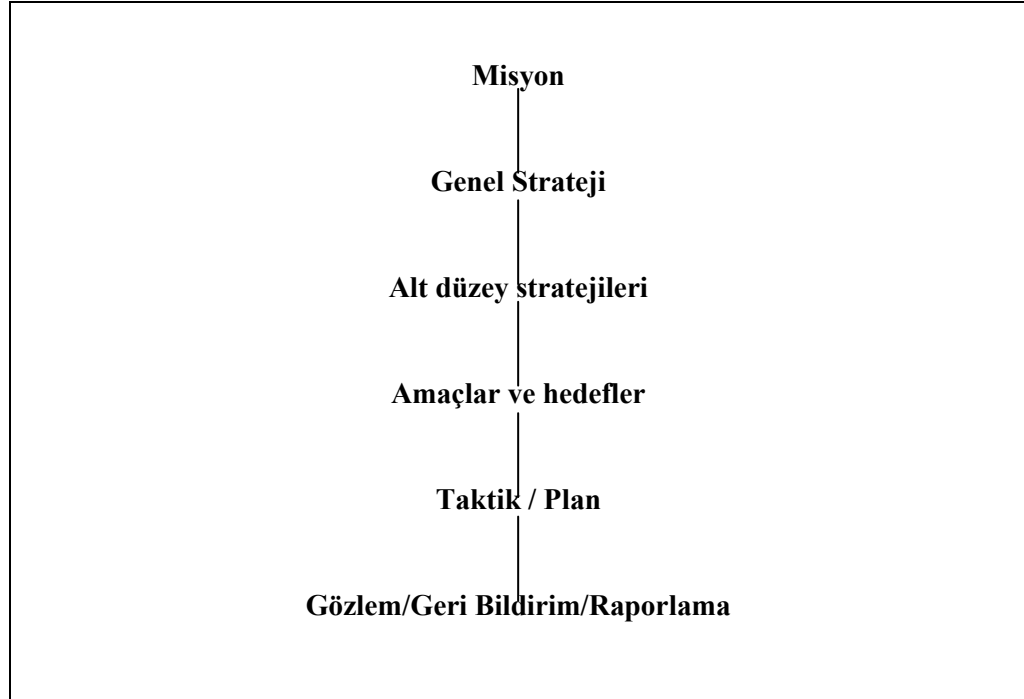 Misyon
Genel Strateji
Alt düzey stratejileri
Amaçlar ve hedefler
Taktik / Plan
Gözlem/Geri Bildirim/Raporlama